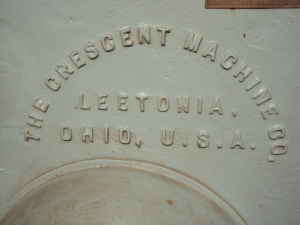 THE CRESCENT MACHINE CO.
LEETONIA.
OHIO, U.S.A.